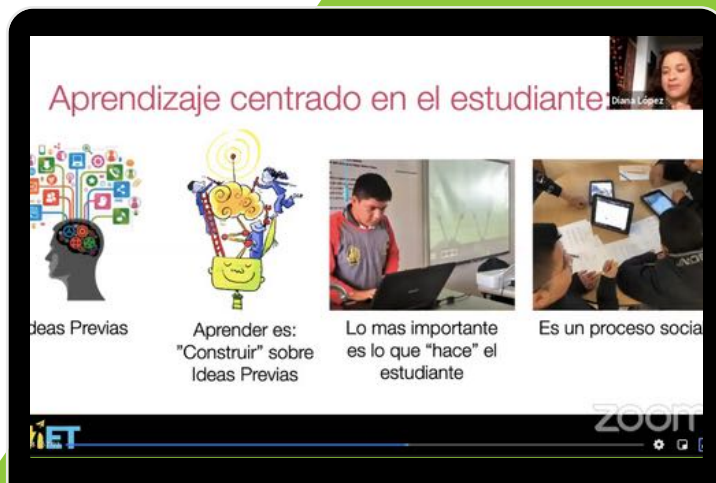 Aprendizaje centrado en el estudiante:
Diana López
deas Previas
Aprender es:
"Construir" sobre
Ideas Previas
Lo mas importante
es lo que "hace" el
estudiante
Es un proceso socia
zoom
ET